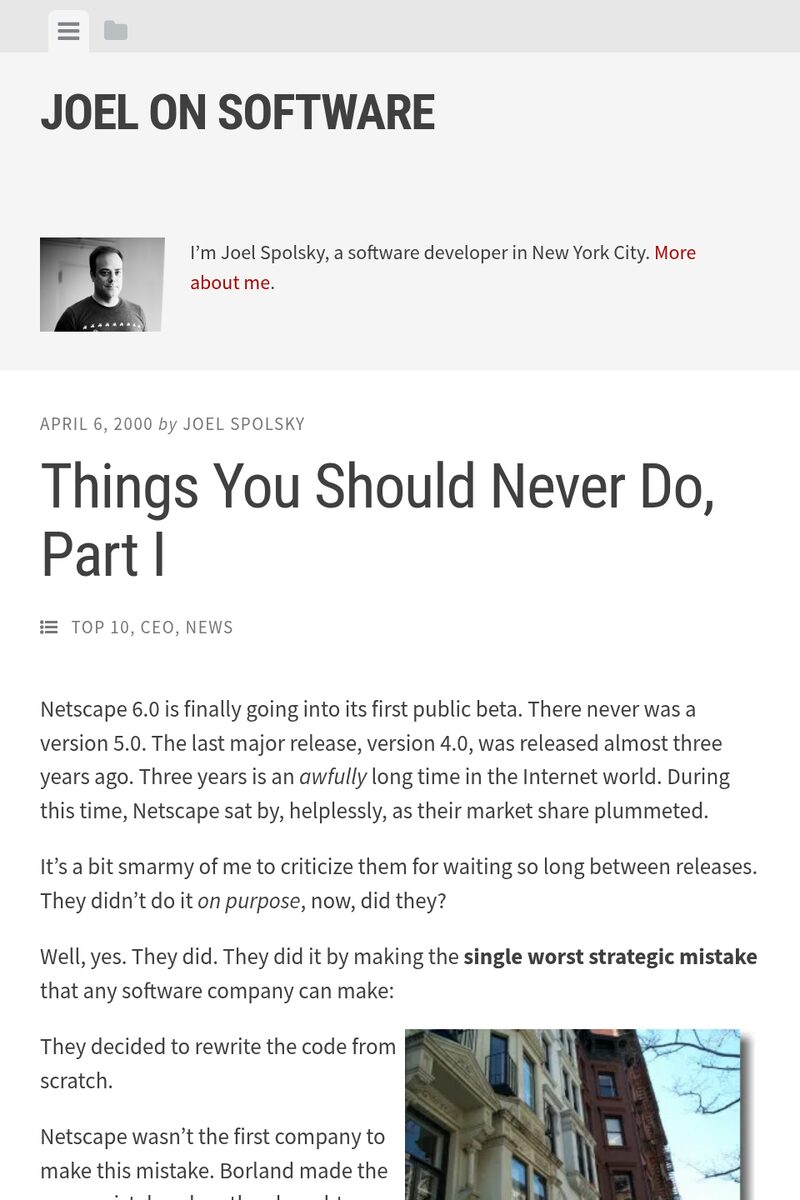 JOEL ON SOFTWARE
I’m Joel Spolsky, a software developer in New York City. More
about me.
APRIL 6, 2000 by JOEL SPOLSKY
Things You Should Never Do,
Part I
TOP 10, CEO, NEWS
Netscape 6.0 is finally going into its first public beta. There never was a
version 5.0. The last major release, version 4.0, was released almost three
years ago. Three years is an awfully long time in the Internet world. During
this time, Netscape sat by, helplessly, as their market share plummeted.
It’s a bit smarmy of me to criticize them for waiting so long between releases.
They didn’t do it on purpose, now, did they?
Well, yes. They did. They did it by making the single worst strategic mistake
that any software company can make:
They decided to rewrite the code from
scratch.
Netscape wasn’t the first company to
make this mistake. Borland made the